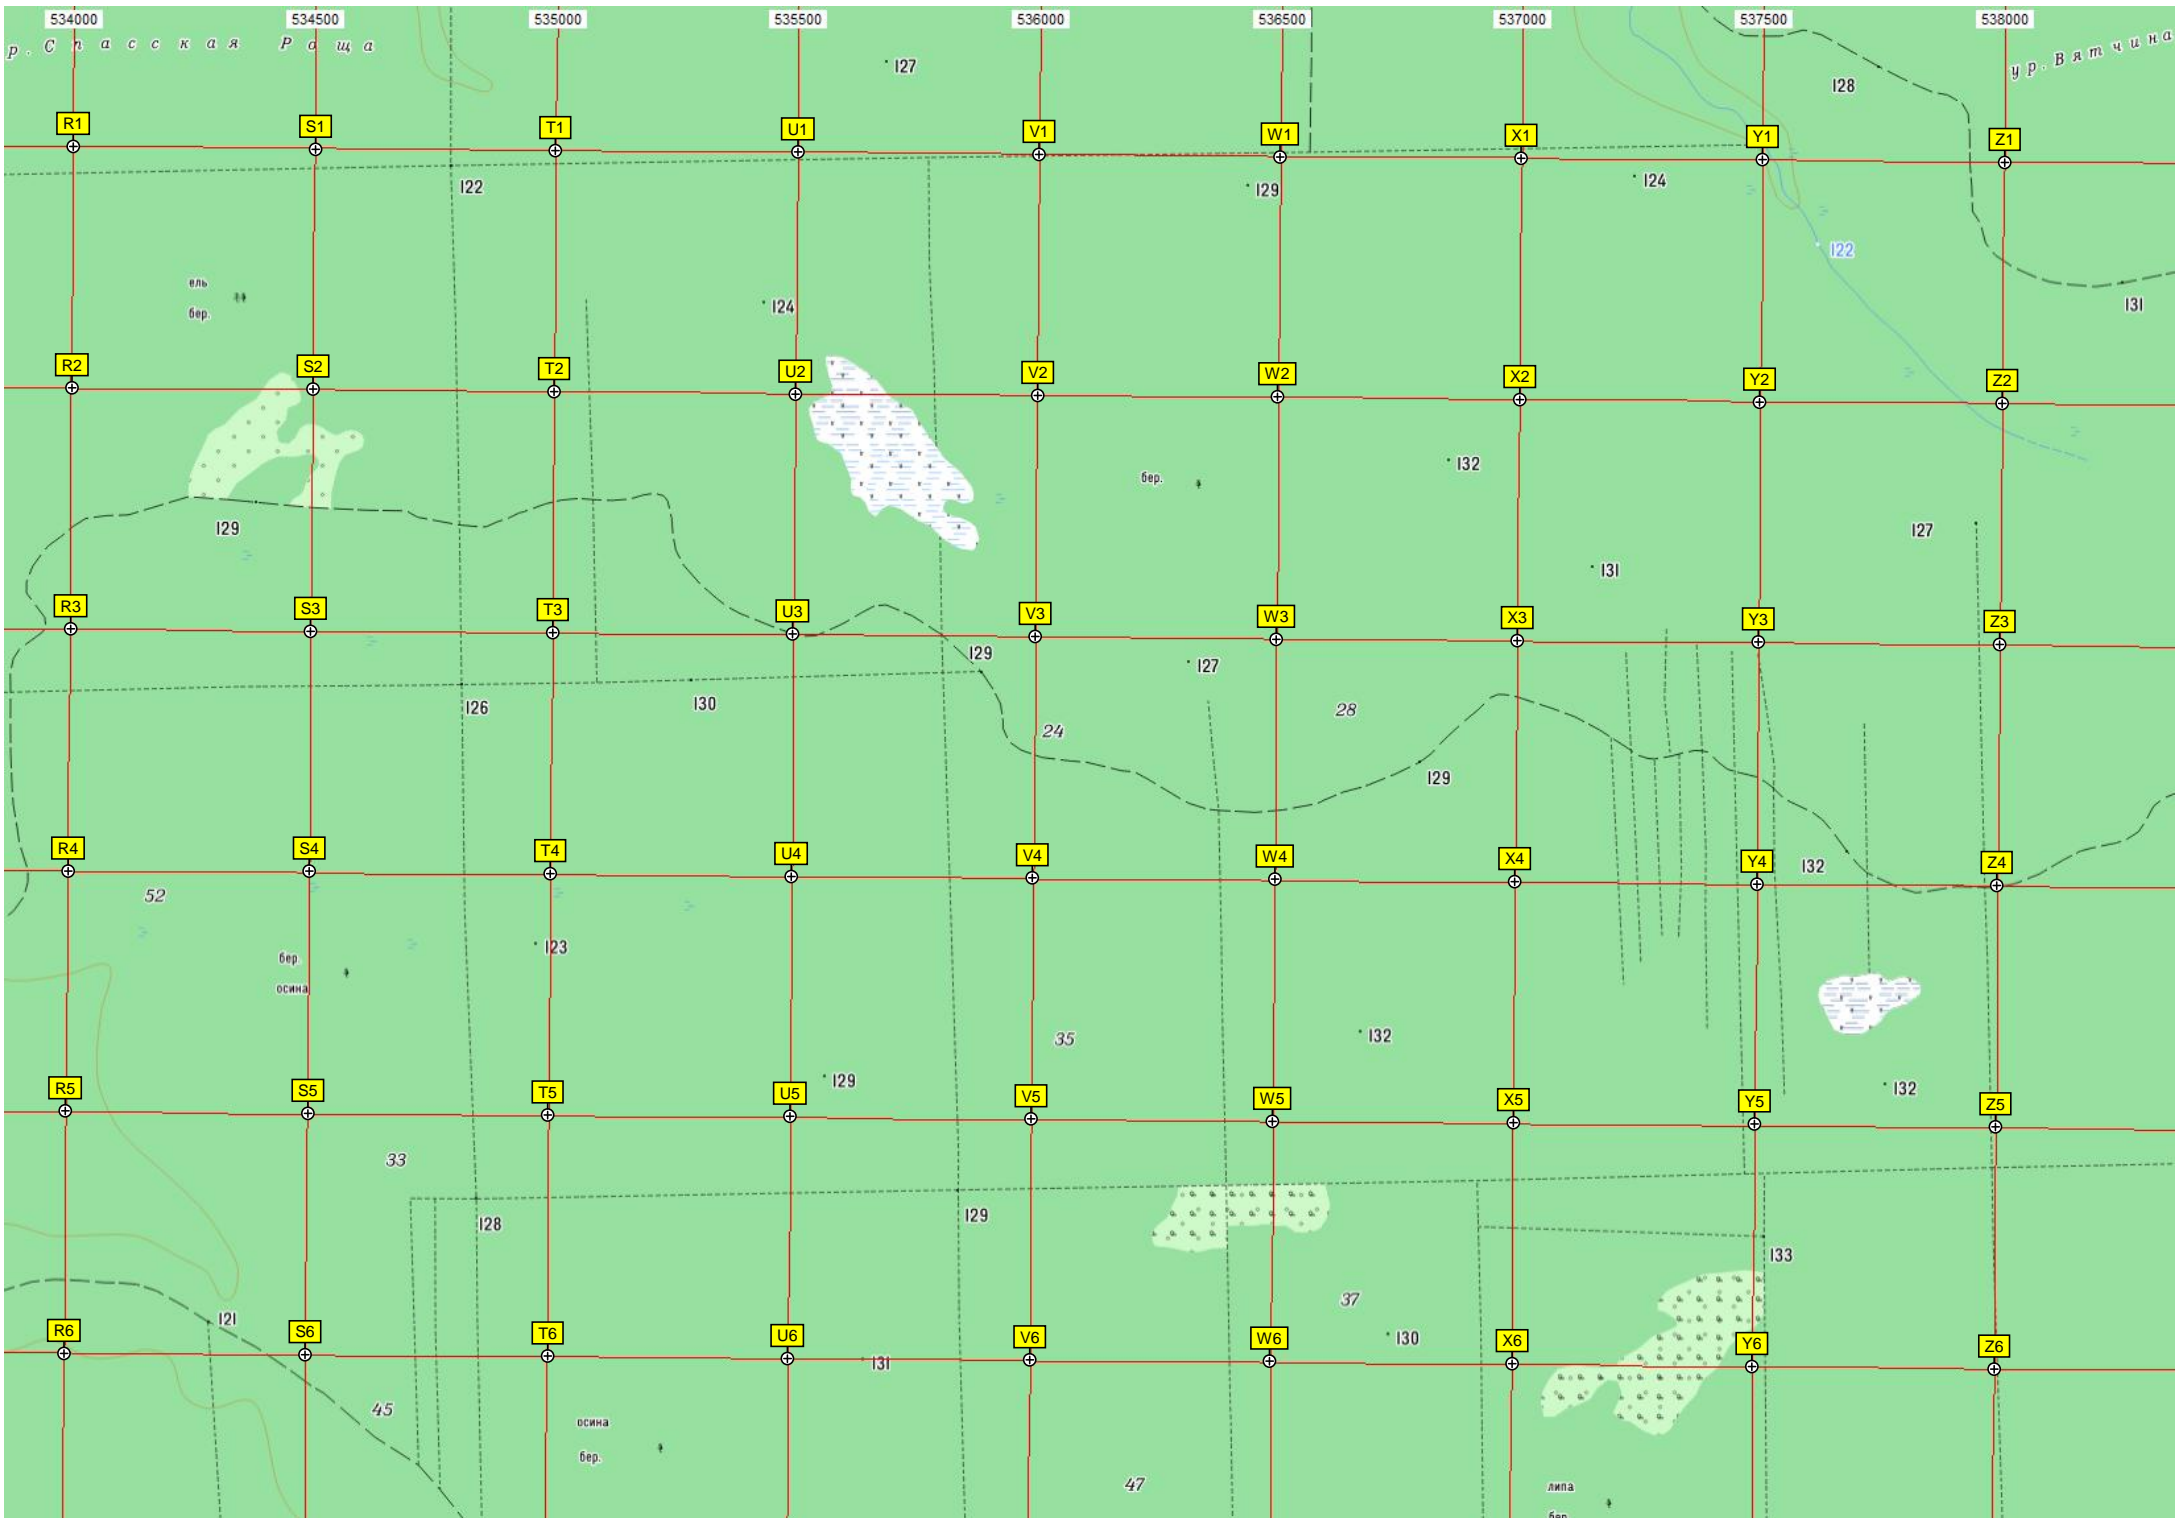 534000 534500 535000 535500 536000 536500 537000 537500 538000
р. Спасская Роща
ур. Вятчина
127
128
R1 S1 T1 U1 V1 W1 X1 Y1 Z1
122 129 124
122
ель
бер.
124
131
R2 S2 T2 U2 V2 W2 X2 Y2 Z2
132
бер.
129
127
131
R3 S3 T3 U3 V3 W3 X3 Y3 Z3
129
127
126
130
28
24
129
R4 S4 T4 U4 V4 W4 X4 Y4 Z4
132
52
123
бер.
осина
35
132
129
132
R5 S5 T5 U5 V5 W5 X5 Y5 Z5
33
128
129
133
37
121
130
R6 S6 T6 U6 V6 W6 X6 Y6 Z6
131
45
осина
бер.
47
липа
бер.